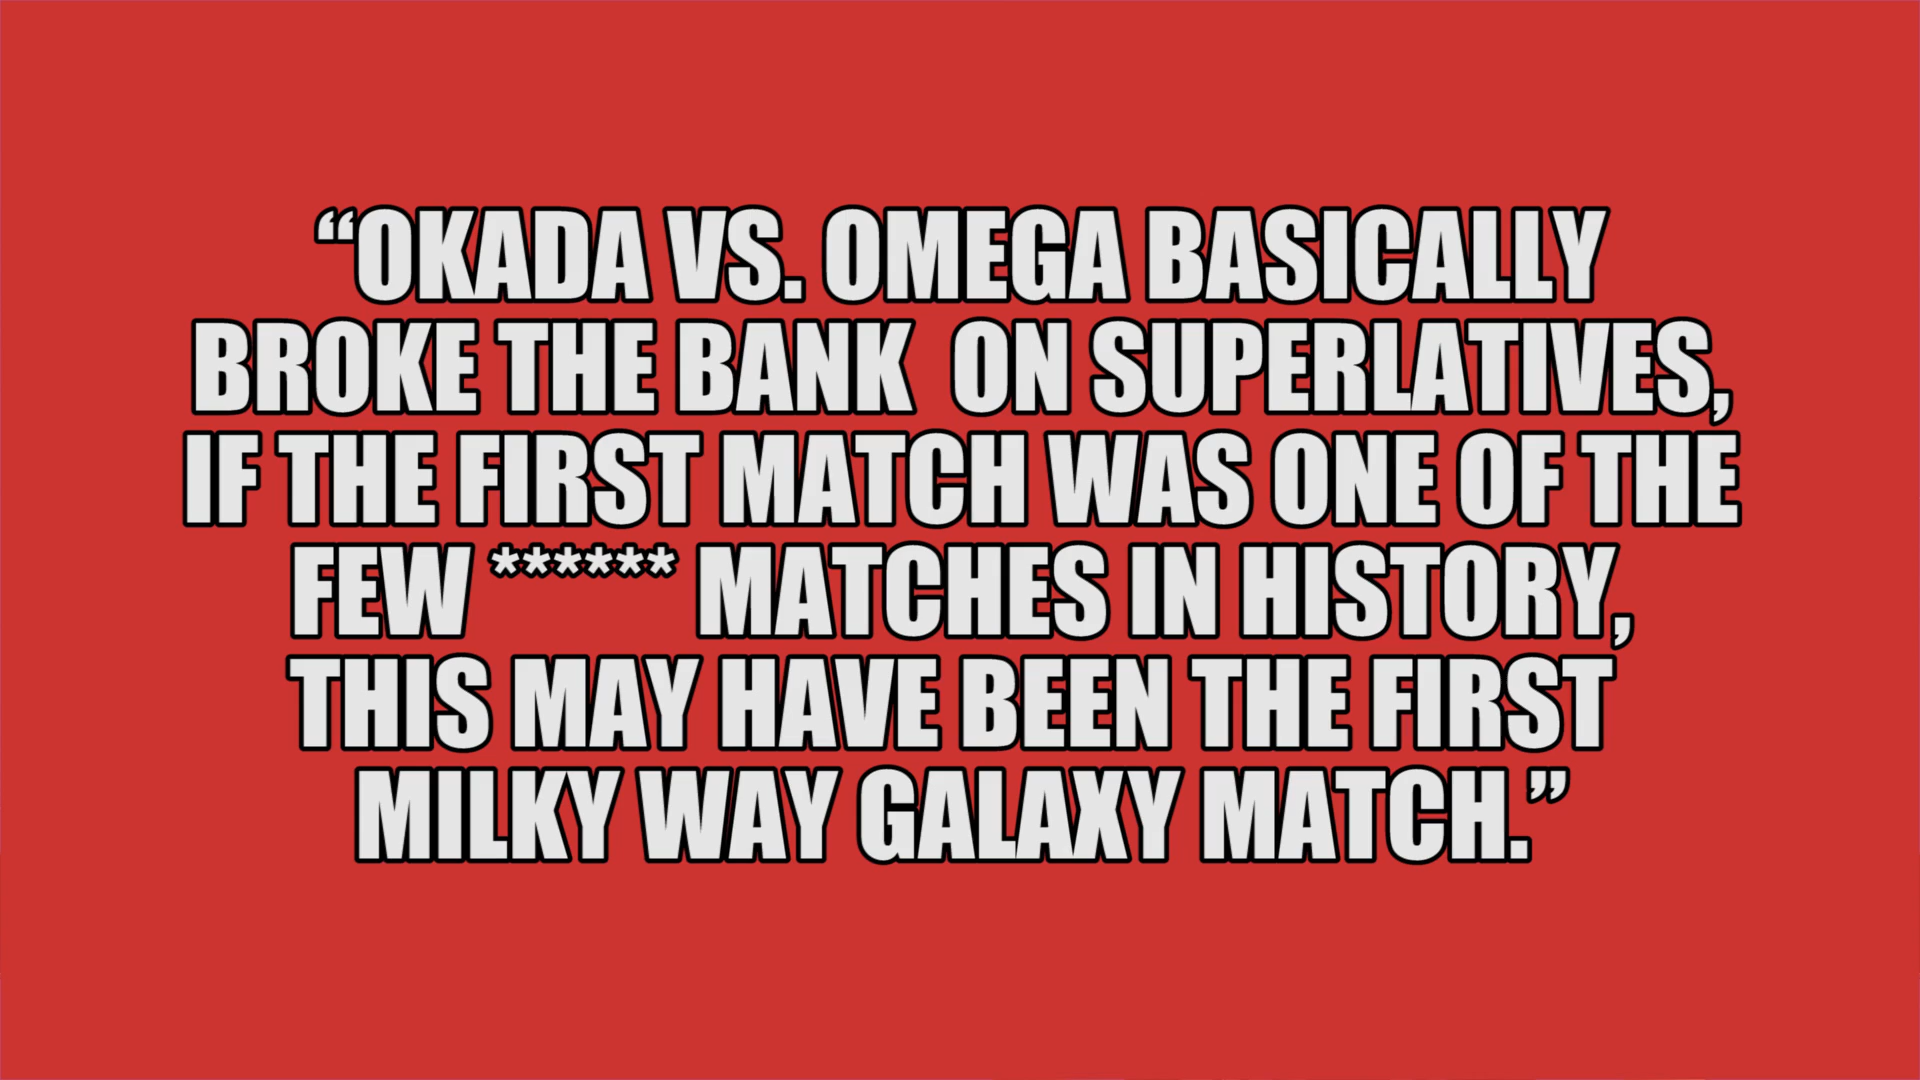 “OKADA VS. OMEGA BASICALLY
BROKE THE BANK  ON SUPERLATIVES,
IF THE FIRST MATCH WAS ONE OF THE
FEW ****** MATCHES IN HISTORY,
THIS MAY HAVE BEEN THE FIRST
MILKY WAY GALAXY MATCH.”